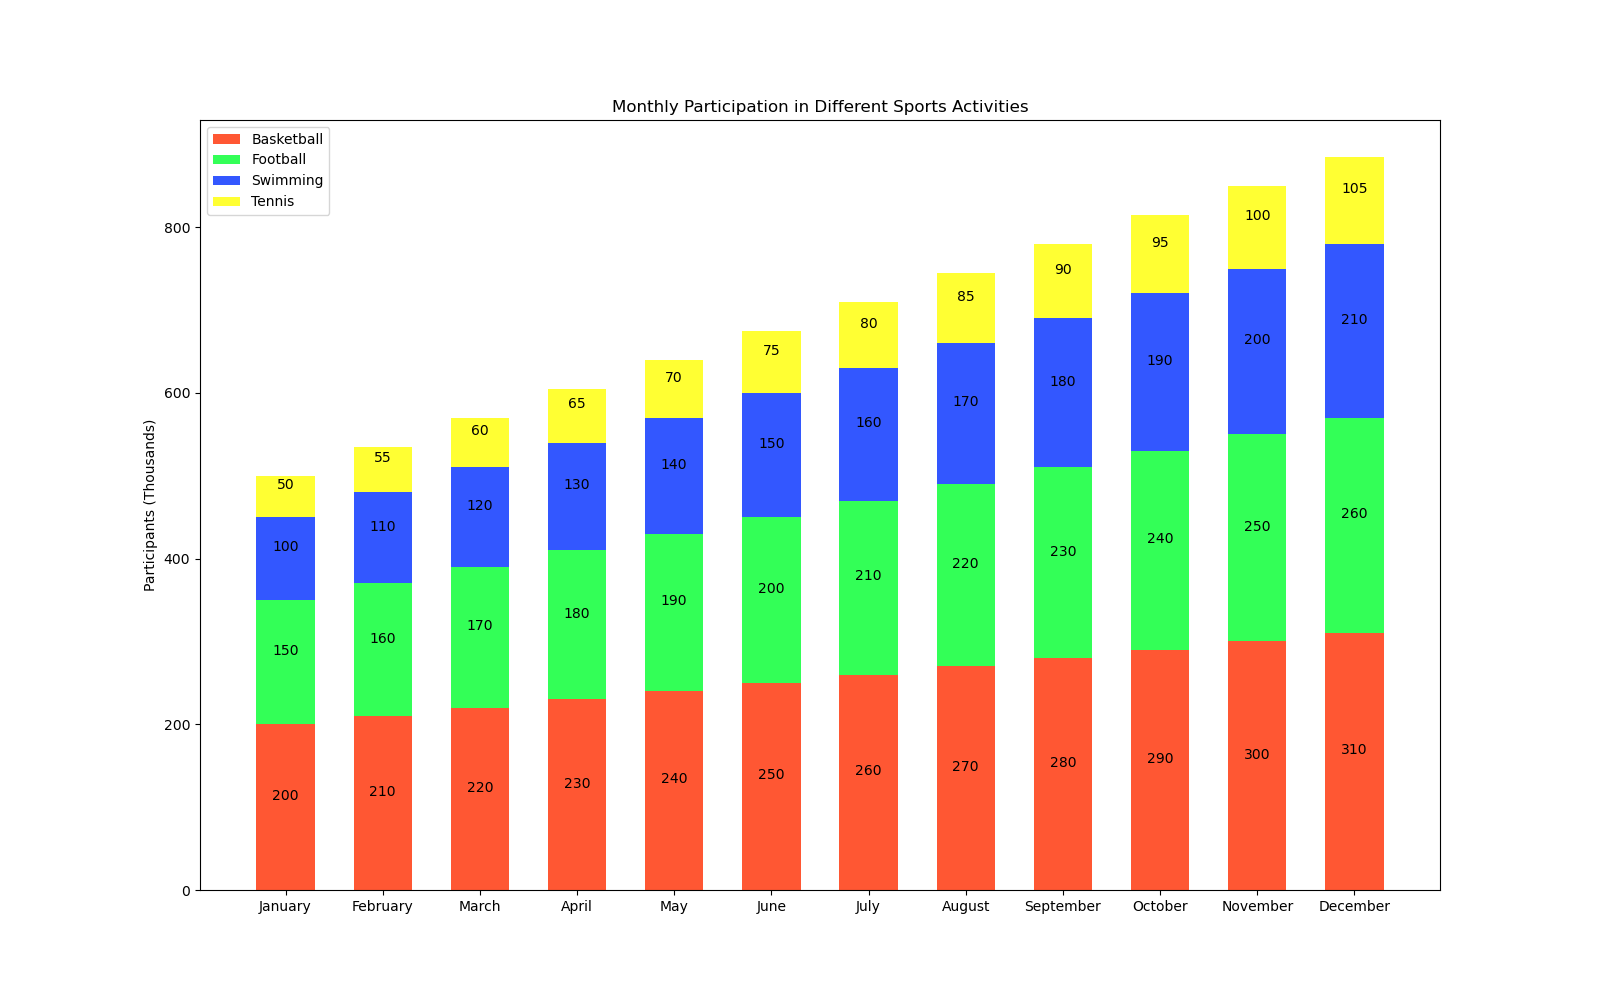 Monthly Participation in Different Sports Activities
Basketball
Football
Swimming
Tennis
Participants (Thousands)
800
600
400
200
0
50 55 60 65 70 75 80 85 90 95 100 105
100 110 120 130 140 150 160 170 180 190 200 210
150 160 170 180 190 200 210 220 230 240 250 260
200 210 220 230 240 250 260 270 280 290 300 310
January February March April May June July August September October November December